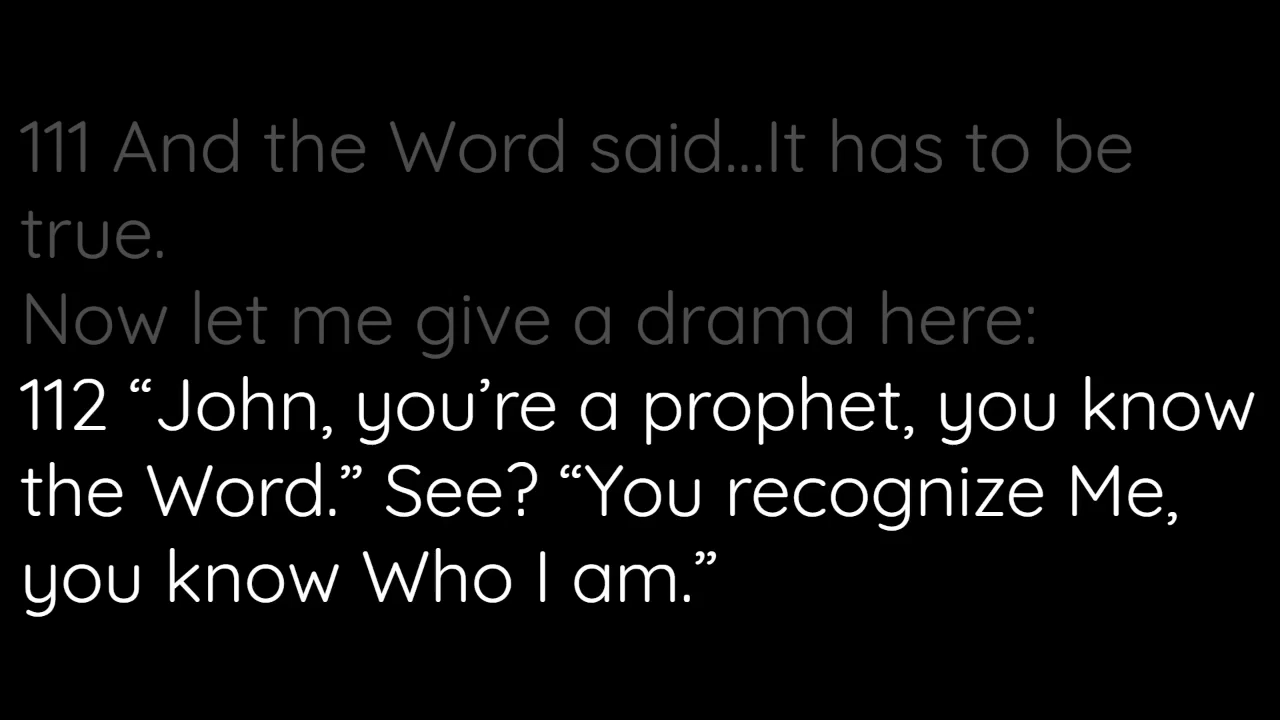 111 And the Word said...It has to be
true.
Now let me give a drama here:
112 “John, you’re a prophet, you know
the Word.” See? “You recognize Me,
you know Who I am.”